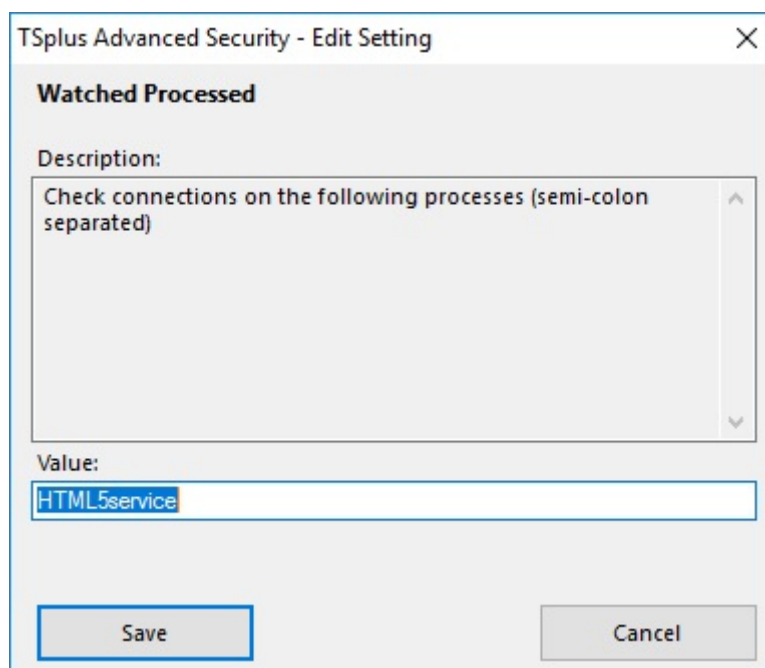 TSplus Advanced Security - Edit Setting
Watched Processed
Description:
Check connections on the following processes (semi-colon
separated)
Value:
HTML5service
Save
Cancel